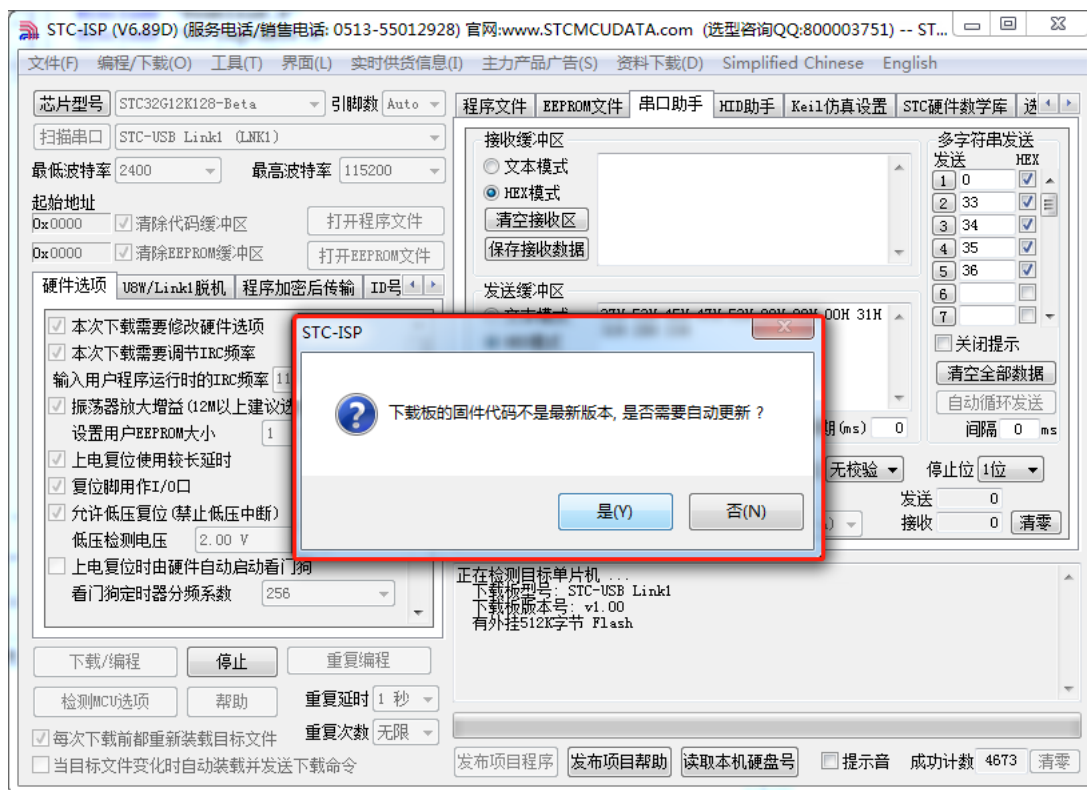 STC-ISP (V6.89D) (服务电话/销售电话: 0513-55012928) 官网:www.STCMCUDATA.com (选型咨询QQ:800003751) -- ST...
文件(F) 编程/下载(O) 工具(T) 界面(L) 实时供货信息(I) 主力产品广告(S) 资料下载(D) Simplified Chinese English
芯片型号 STC32G12K128-Beta 引脚数 Auto
扫描串口 STC-USB Link1 (LNK1)
最低波特率 2400 最高波特率 115200
起始地址
0x0000 清除代码缓冲区 打开程序文件
0x0000 清除EEPROM缓冲区 打开EEPROM文件
硬件选项 U8W/Link1脱机 程序加密后传输 ID号
本次下载需要修改硬件选项
本次下载需要调节IRC频率
输入用户程序运行时的IRC频率 11
振荡器放大增益(12M以上建议选
设置用户EEPROM大小 1
上电复位使用较长延时
复位脚用作I/O口
允许低压复位(禁止低压中断)
低压检测电压 2.00 V
上电复位时由硬件自动启动看门狗
看门狗定时器分频系数 256
下载/编程 停止 重复编程
检测MCU选项 帮助 重复延时 1 秒
每次下载前都重新装载目标文件 重复次数 无限
当目标文件变化时自动装载并发送下载命令
程序文件 EEPROM文件 串口助手 HID助手 Keil仿真设置 STC硬件数学库 选
接收缓冲区
文本模式
HEX模式
清空接收区
保存接收数据
多字符串发送
发送 HEX
1 0
2 33
3 34
4 35
5 36
6
7
关闭提示
清空全部数据
自动循环发送
间隔 0 ms
发送缓冲区
00H 31H
期(ms) 0
无校验 停止位 1位
发送 0
接收 0 清零
STC-ISP
下载板的固件代码不是最新版本, 是否需要自动更新 ?
是(Y) 否(N)
正在检测目标单片机 ...
下载板型号: STC-USB Link1
下载板版本号: v1.00
有外挂512K字节 Flash
发布项目程序 发布项目帮助 读取本机硬盘号 提示音 成功计数 4673 清零